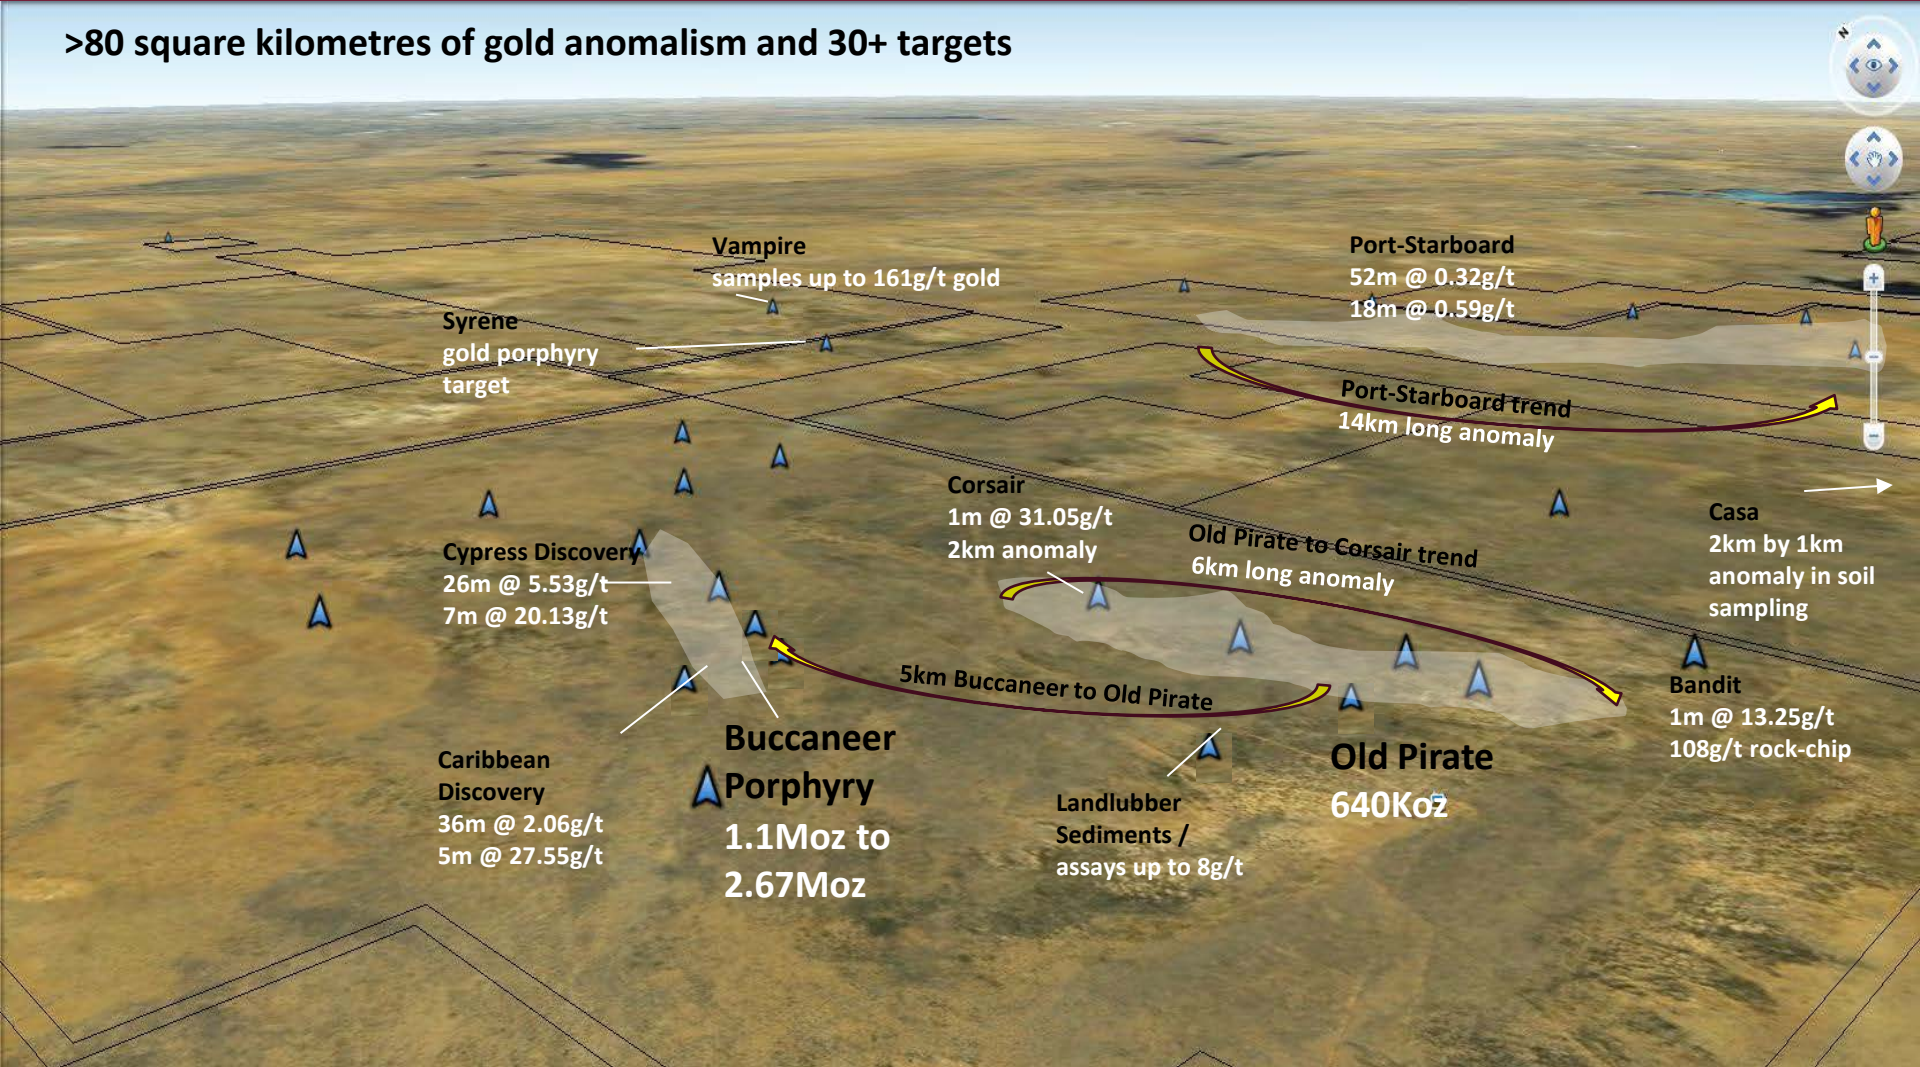 >80 square kilometres of gold anomalism and 30+ targets
N
Vampire
samples up to 161g/t gold
Port-Starboard
52m @ 0.32g/t
18m @ 0.59g/t
Syrene
gold porphyry
target
Port-Starboard trend
14km long anomaly
Corsair
1m @ 31.05g/t
2km anomaly
Old Pirate to Corsair trend
6km long anomaly
Casa
2km by 1km
anomaly in soil
sampling
Cypress Discovery
26m @ 5.53g/t
7m @ 20.13g/t
5km Buccaneer to Old Pirate
Bandit
1m @ 13.25g/t
108g/t rock-chip
Caribbean
Discovery
36m @ 2.06g/t
5m @ 27.55g/t
Buccaneer
Porphyry
1.1Moz to
2.67Moz
Landlubber
Sediments /
assays up to 8g/t
Old Pirate
640Koz